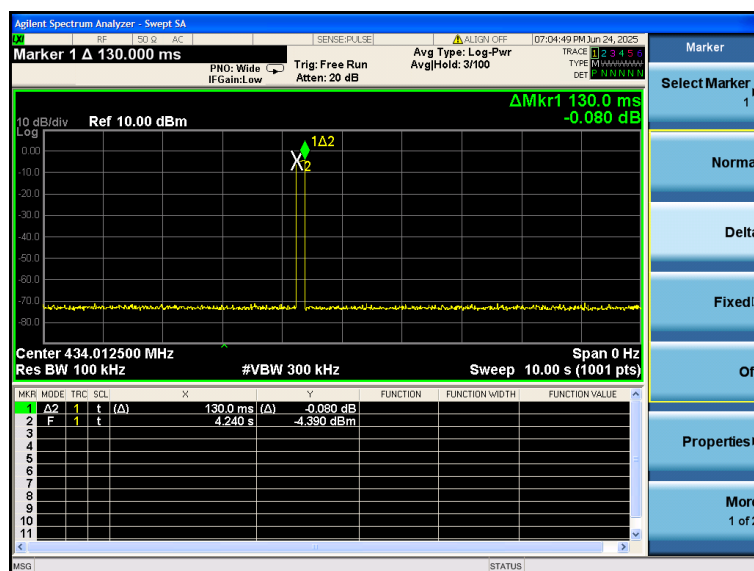 Agilent Spectrum Analyzer - Swept SA
LXI RF 50 Ω AC SENSE:PULSE ALIGN OFF 07:04:49 PM Jun 24, 2025
Marker 1 Δ 130.000 ms
PNO: Wide
IFGain:Low
Trig: Free Run
Atten: 20 dB
Avg Type: Log-Pwr
Avg|Hold: 3/100
TRACE 1 2 3 4 5 6
TYPE M
DET P N N N N N
ΔMkr1 130.0 ms
-0.080 dB
10 dB/div Ref 10.00 dBm
Log
0.00
-10.0
-20.0
-30.0
-40.0
-50.0
-60.0
-70.0
-80.0
1Δ2
2
Center 434.012500 MHz Span 0 Hz
Res BW 100 kHz #VBW 300 kHz Sweep 10.00 s (1001 pts)
MKR MODE TRC SCL X Y FUNCTION FUNCTION WIDTH FUNCTION VALUE
1 Δ2 1 t (Δ) 130.0 ms (Δ) -0.080 dB
2 F 1 t 4.240 s -4.390 dBm
3
4
5
6
7
8
9
10
11
MSG STATUS
Marker
Select Marker
1
Norma
Delta
Fixed
Of
Properties
More
1 of 2